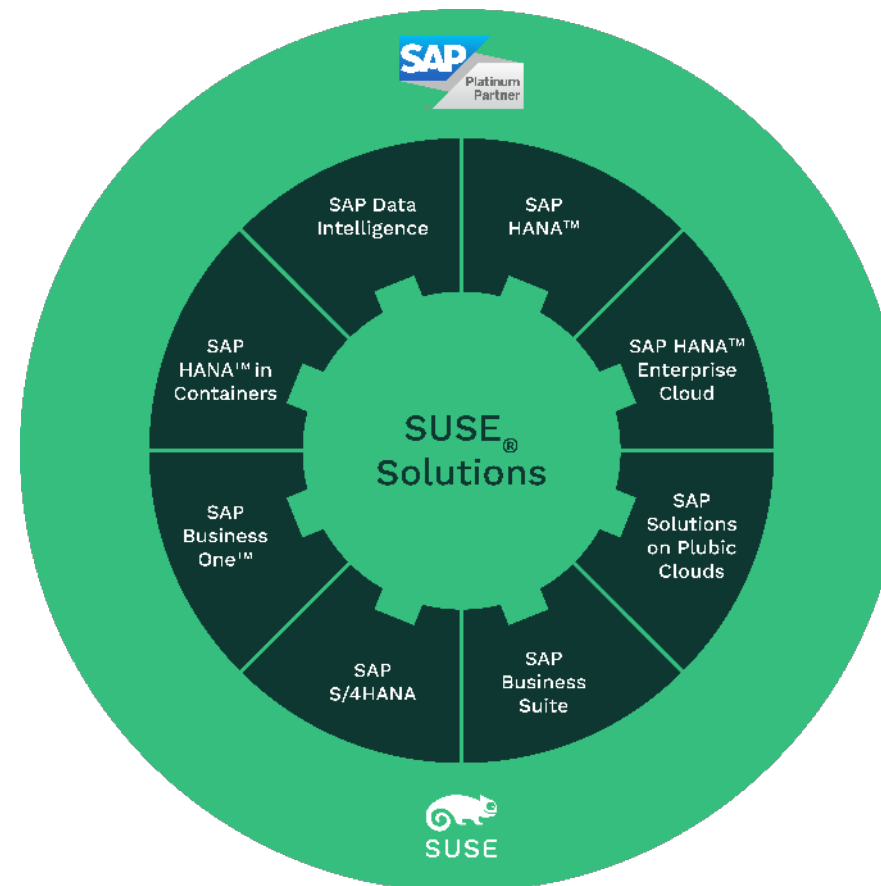 SAP
Platinum
Partner
SAP Data
Intelligence
SAP
HANA™
SAP HANA™
Enterprise
Cloud
SAP
Solutions
on Plubic
Clouds
SAP
Business
Suite
SAP
S/4HANA
SAP
Business
One™
SAP
HANA™ in
Containers
SUSE®
Solutions
SUSE